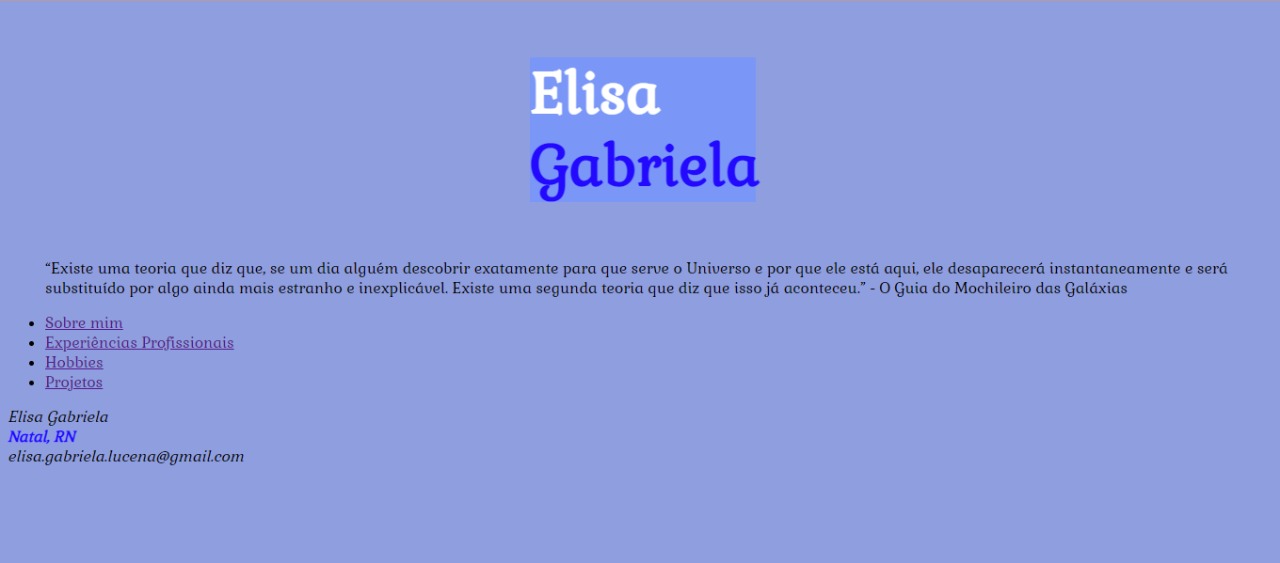 Elisa
Gabriela
“Existe uma teoria que diz que, se um dia alguém descobrir exatamente para que serve o Universo e por que ele está aqui, ele desaparecerá instantaneamente e será
substituído por algo ainda mais estranho e inexplicável. Existe uma segunda teoria que diz que isso já aconteceu.” - O Guia do Mochileiro das Galáxias
Sobre mim
Experiências Profissionais
Hobbies
Projetos
Elisa Gabriela
Natal, RN
elisa.gabriela.lucena@gmail.com